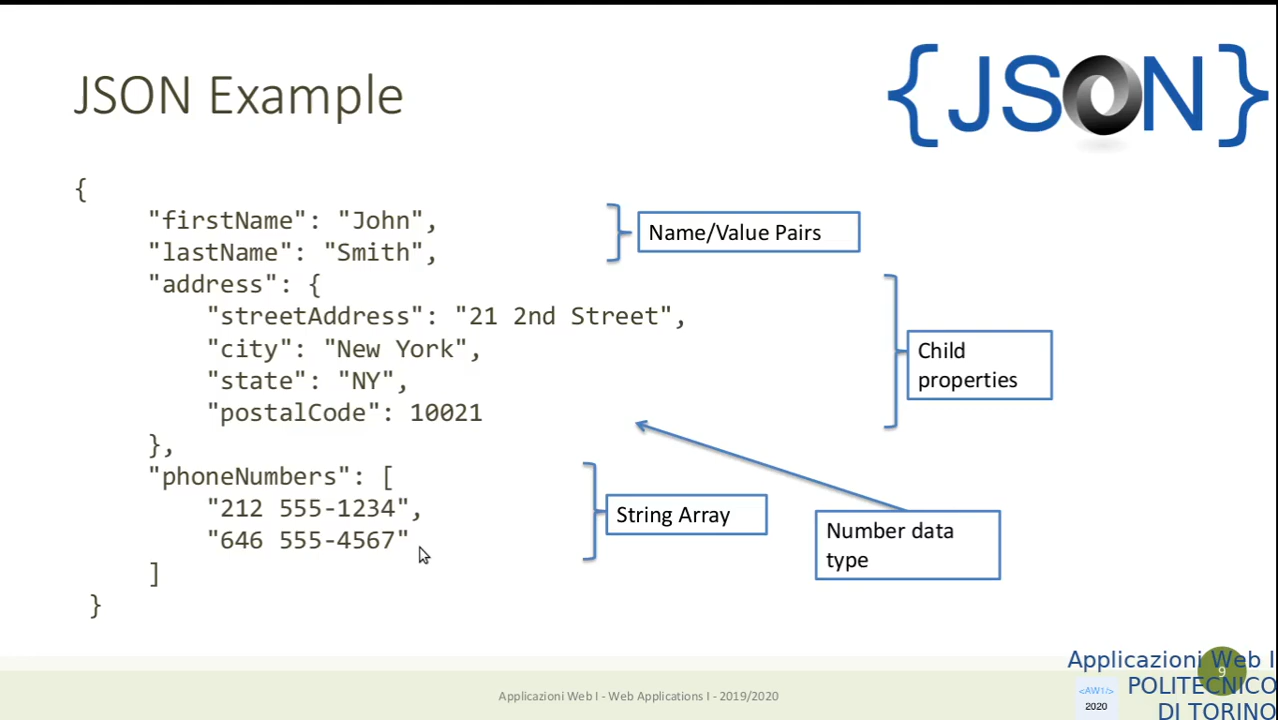 JSON Example
{JSON}
{
"firstName": "John",
"lastName": "Smith",
"address": {
"streetAddress": "21 2nd Street",
"city": "New York",
"state": "NY",
"postalCode": 10021
},
"phoneNumbers": [
"212 555-1234",
"646 555-4567"
]
}
Name/Value Pairs
Child
properties
String Array
Number data
type
Applicazioni Web I - Web Applications I - 2019/2020
9
Applicazioni Web I
POLITECNICO
DI TORINO
<AW1/>
2020